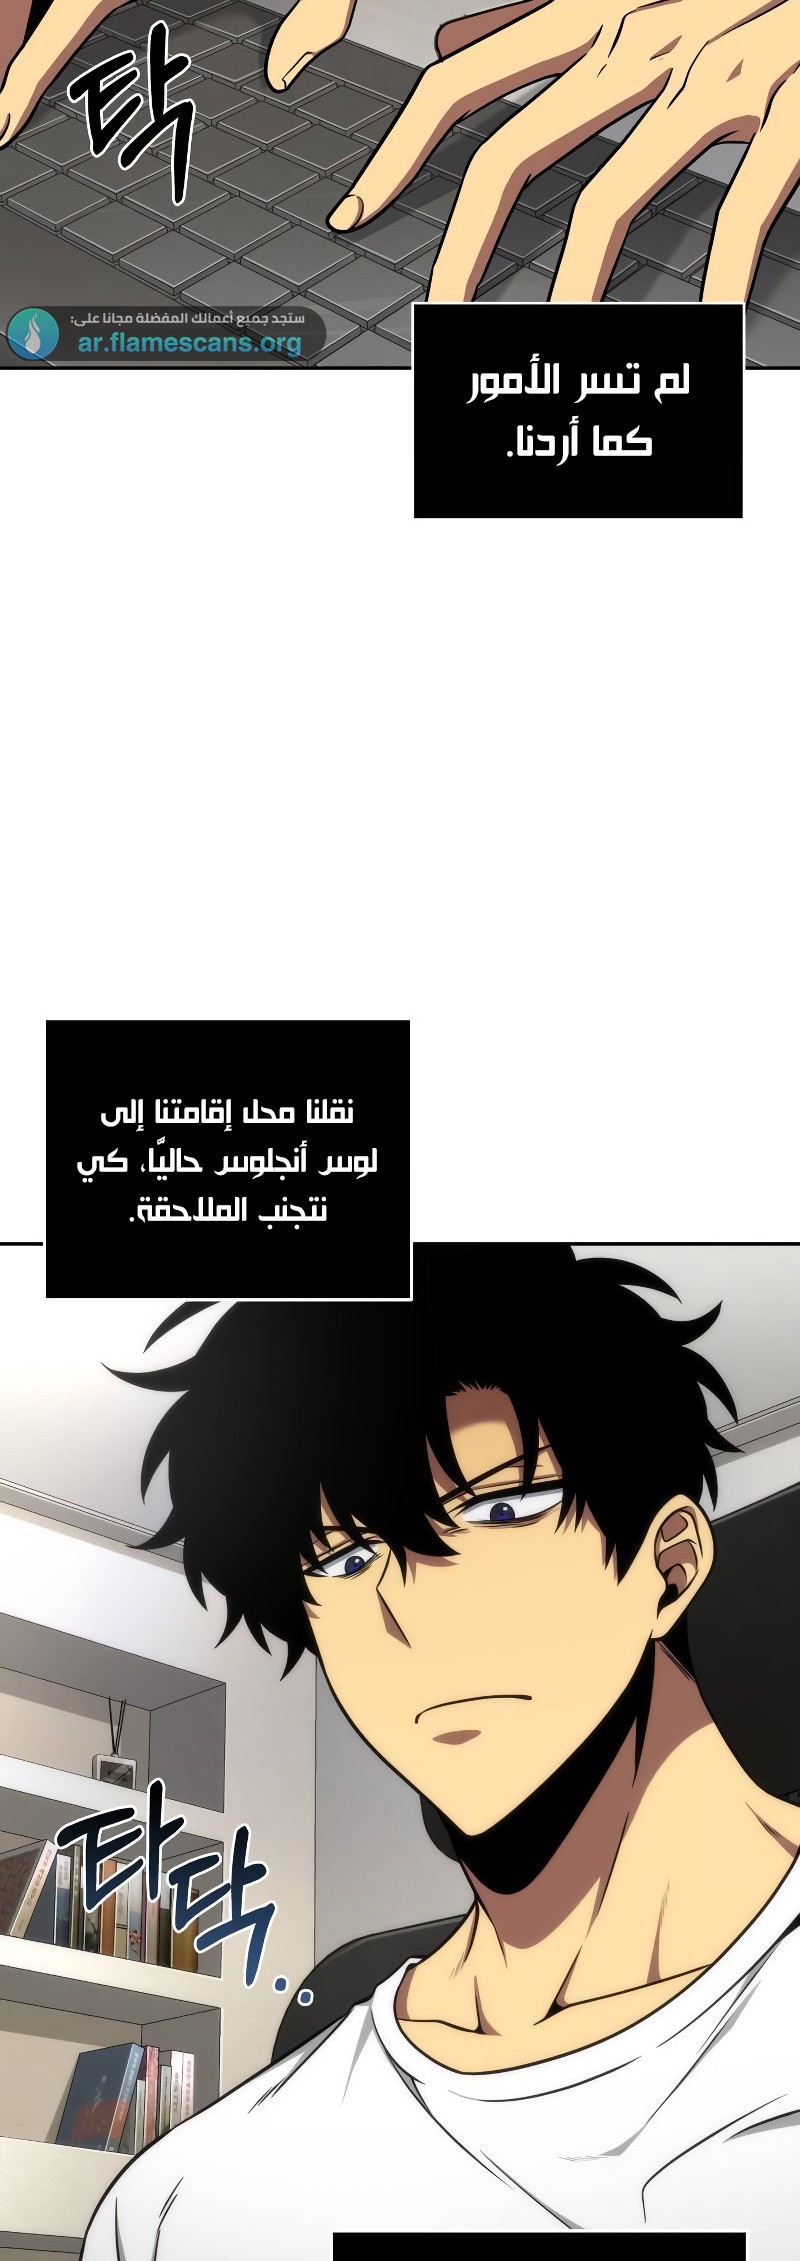 탁
ستجد جميع أعمالك المفضلة مجانا على:
ar.flamescans.org
لم تسر الأمور
كما أردنا.
نقلنا محل إقامتنا إلى
لوس أنجلوس حاليًا، كي
نتجنب الملاحقة.
타닥..